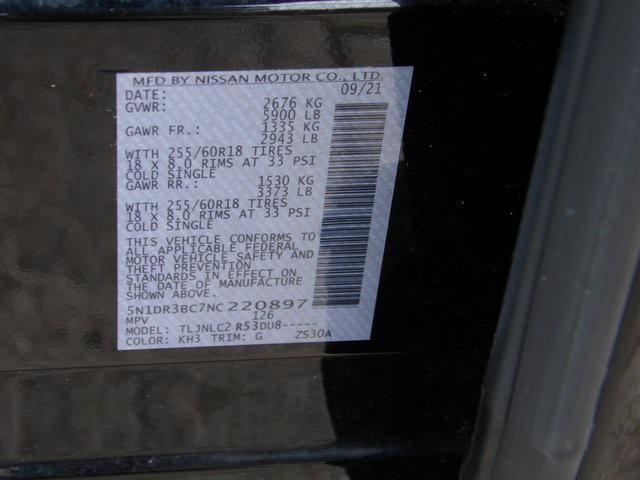 MFD BY NISSAN MOTOR CO., LTD.
DATE: 09/21
GVWR: 2676 KG
5900 LB
GAWR FR.: 1335 KG
2943 LB
WITH 255/60R18 TIRES
18 X 8.0 RIMS AT 33 PSI
COLD SINGLE
GAWR RR.: 1530 KG
3373 LB
WITH 255/60R18 TIRES
18 X 8.0 RIMS AT 33 PSI
COLD SINGLE
THIS VEHICLE CONFORMS TO
ALL APPLICABLE FEDERAL
MOTOR VEHICLE SAFETY AND
THEFT PREVENTION
STANDARDS IN EFFECT ON
THE DATE OF MANUFACTURE
SHOWN ABOVE.
5N1DR3BC7NC220897
MPV 126
MODEL: TLJNLC2 R53DU8-----
COLOR: KH3 TRIM: G ZS30A